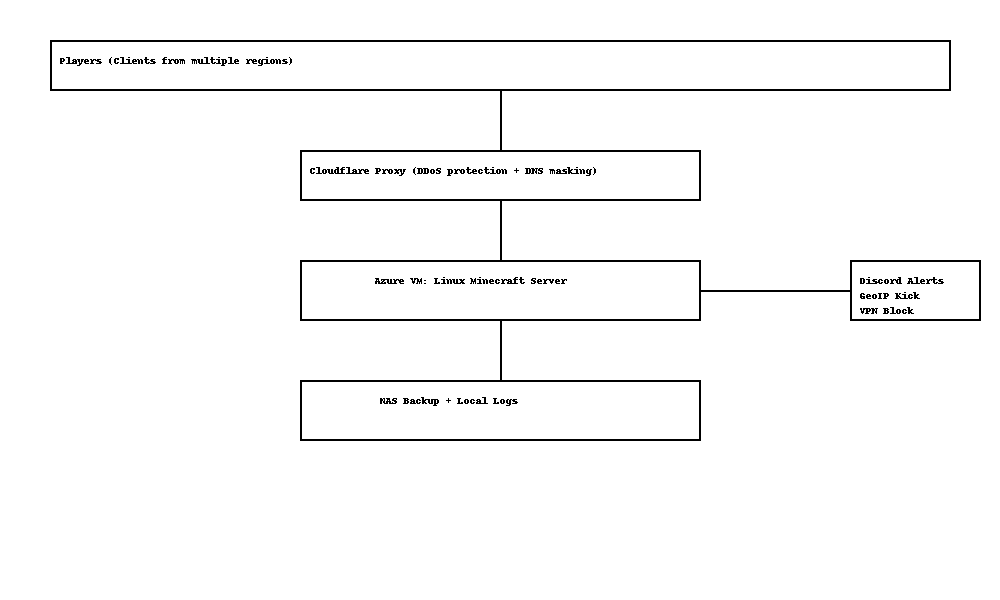 Players (Clients from multiple regions)
Cloudflare Proxy (DDoS protection + DNS masking)
Azure VM: Linux Minecraft Server
Discord Alerts
GeoIP Kick
VPN Block
NAS Backup + Local Logs